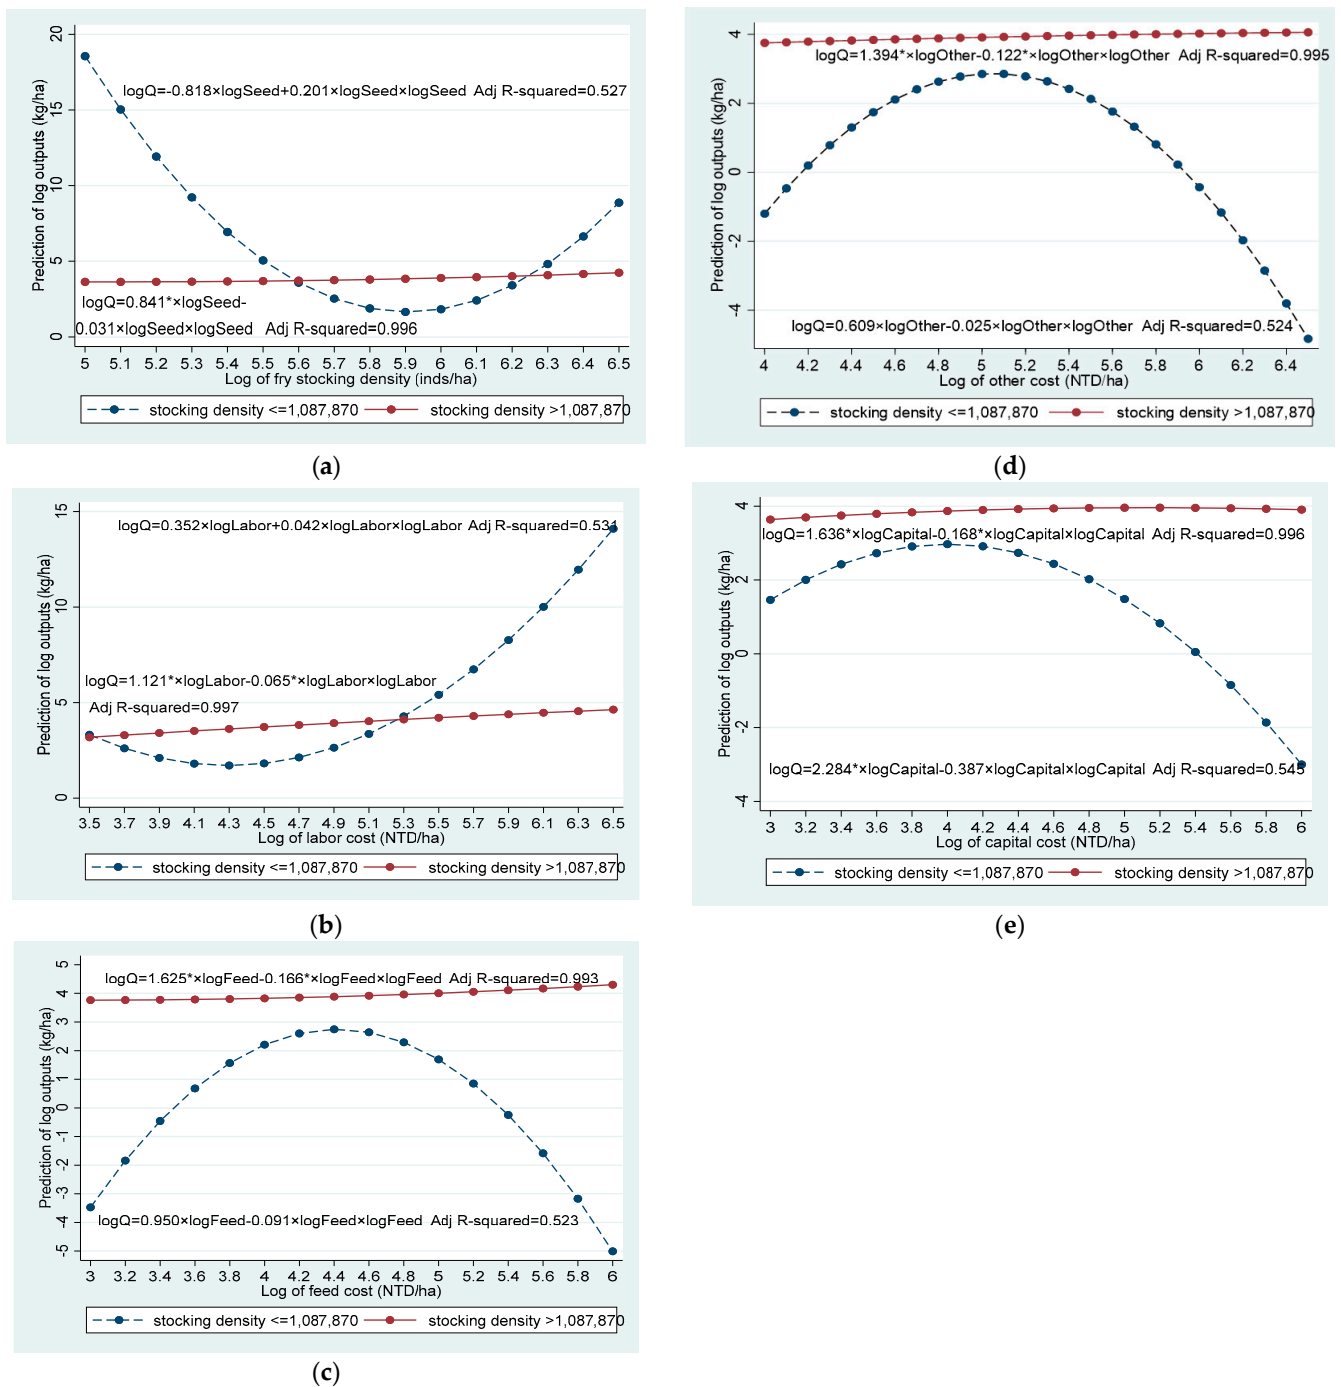 Prediction of log outputs (kg/ha)
20
15
10
5
0
logQ=-0.818×logSeed+0.201×logSeed×logSeed Adj R-squared=0.527
logQ=0.841*×logSeed-
0.031×logSeed×logSeed Adj R-squared=0.996
5 5.1 5.2 5.3 5.4 5.5 5.6 5.7 5.8 5.9 6 6.1 6.2 6.3 6.4 6.5
Log of fry stocking density (inds/ha)
stocking density <=1,087,870 stocking density >1,087,870
(a)
Prediction of log outputs (kg/ha)
4
2
0
-2
-4
logQ=1.394*×logOther-0.122*×logOther×logOther Adj R-squared=0.995
logQ=0.609×logOther-0.025×logOther×logOther Adj R-squared=0.524
4 4.2 4.4 4.6 4.8 5 5.2 5.4 5.6 5.8 6 6.2 6.4
Log of other cost (NTD/ha)
stocking density <=1,087,870 stocking density >1,087,870
(d)
Prediction of log outputs (kg/ha)
15
10
5
0
logQ=0.352×logLabor+0.042×logLabor×logLabor Adj R-squared=0.531
logQ=1.121*×logLabor-0.065*×logLabor×logLabor
Adj R-squared=0.997
3.5 3.7 3.9 4.1 4.3 4.5 4.7 4.9 5.1 5.3 5.5 5.7 5.9 6.1 6.3 6.5
Log of labor cost (NTD/ha)
stocking density <=1,087,870 stocking density >1,087,870
(b)
Prediction of log outputs (kg/ha)
4
2
0
-2
-4
logQ=1.636*×logCapital-0.168*×logCapital×logCapital Adj R-squared=0.996
logQ=2.284*×logCapital-0.387×logCapital×logCapital Adj R-squared=0.545
3 3.2 3.4 3.6 3.8 4 4.2 4.4 4.6 4.8 5 5.2 5.4 5.6 5.8 6
Log of capital cost (NTD/ha)
stocking density <=1,087,870 stocking density >1,087,870
(e)
Prediction of log outputs (kg/ha)
5
4
3
2
1
0
-1
-2
-3
-4
-5
logQ=1.625*×logFeed-0.166*×logFeed×logFeed Adj R-squared=0.993
logQ=0.950×logFeed-0.091×logFeed×logFeed Adj R-squared=0.523
3 3.2 3.4 3.6 3.8 4 4.2 4.4 4.6 4.8 5 5.2 5.4 5.6 5.8 6
Log of feed cost (NTD/ha)
stocking density <=1,087,870 stocking density >1,087,870
(c)